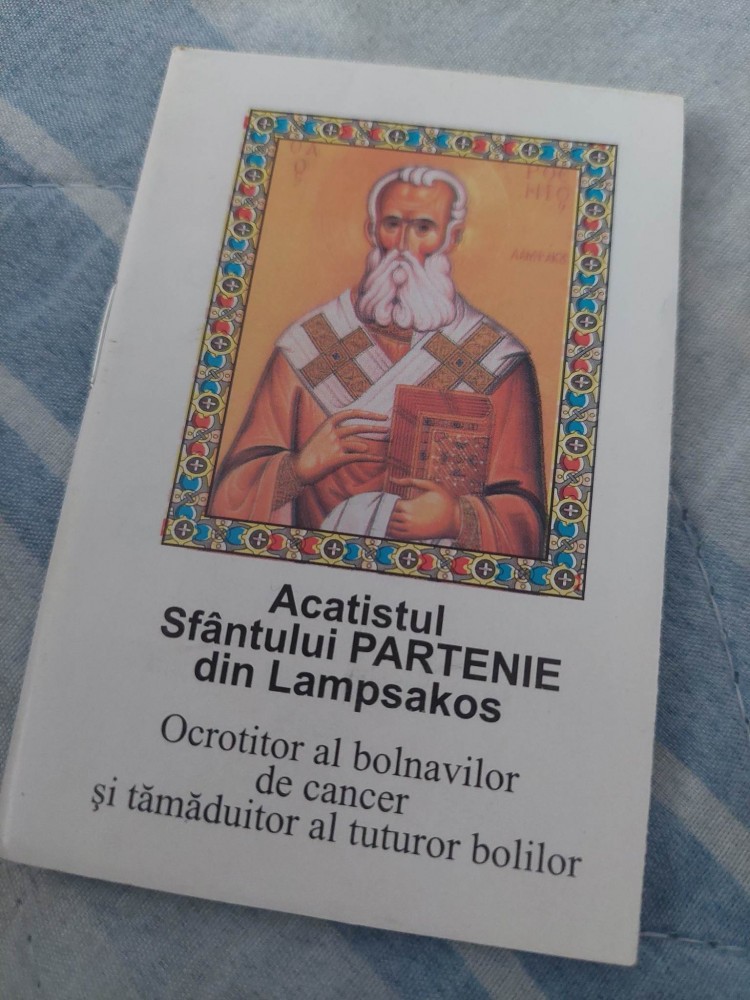 Acatistul
Sfântului PARTENIE
din Lampsakos
Ocrotitor al bolnavilor
de cancer
şi tămăduitor al tuturor bolilor